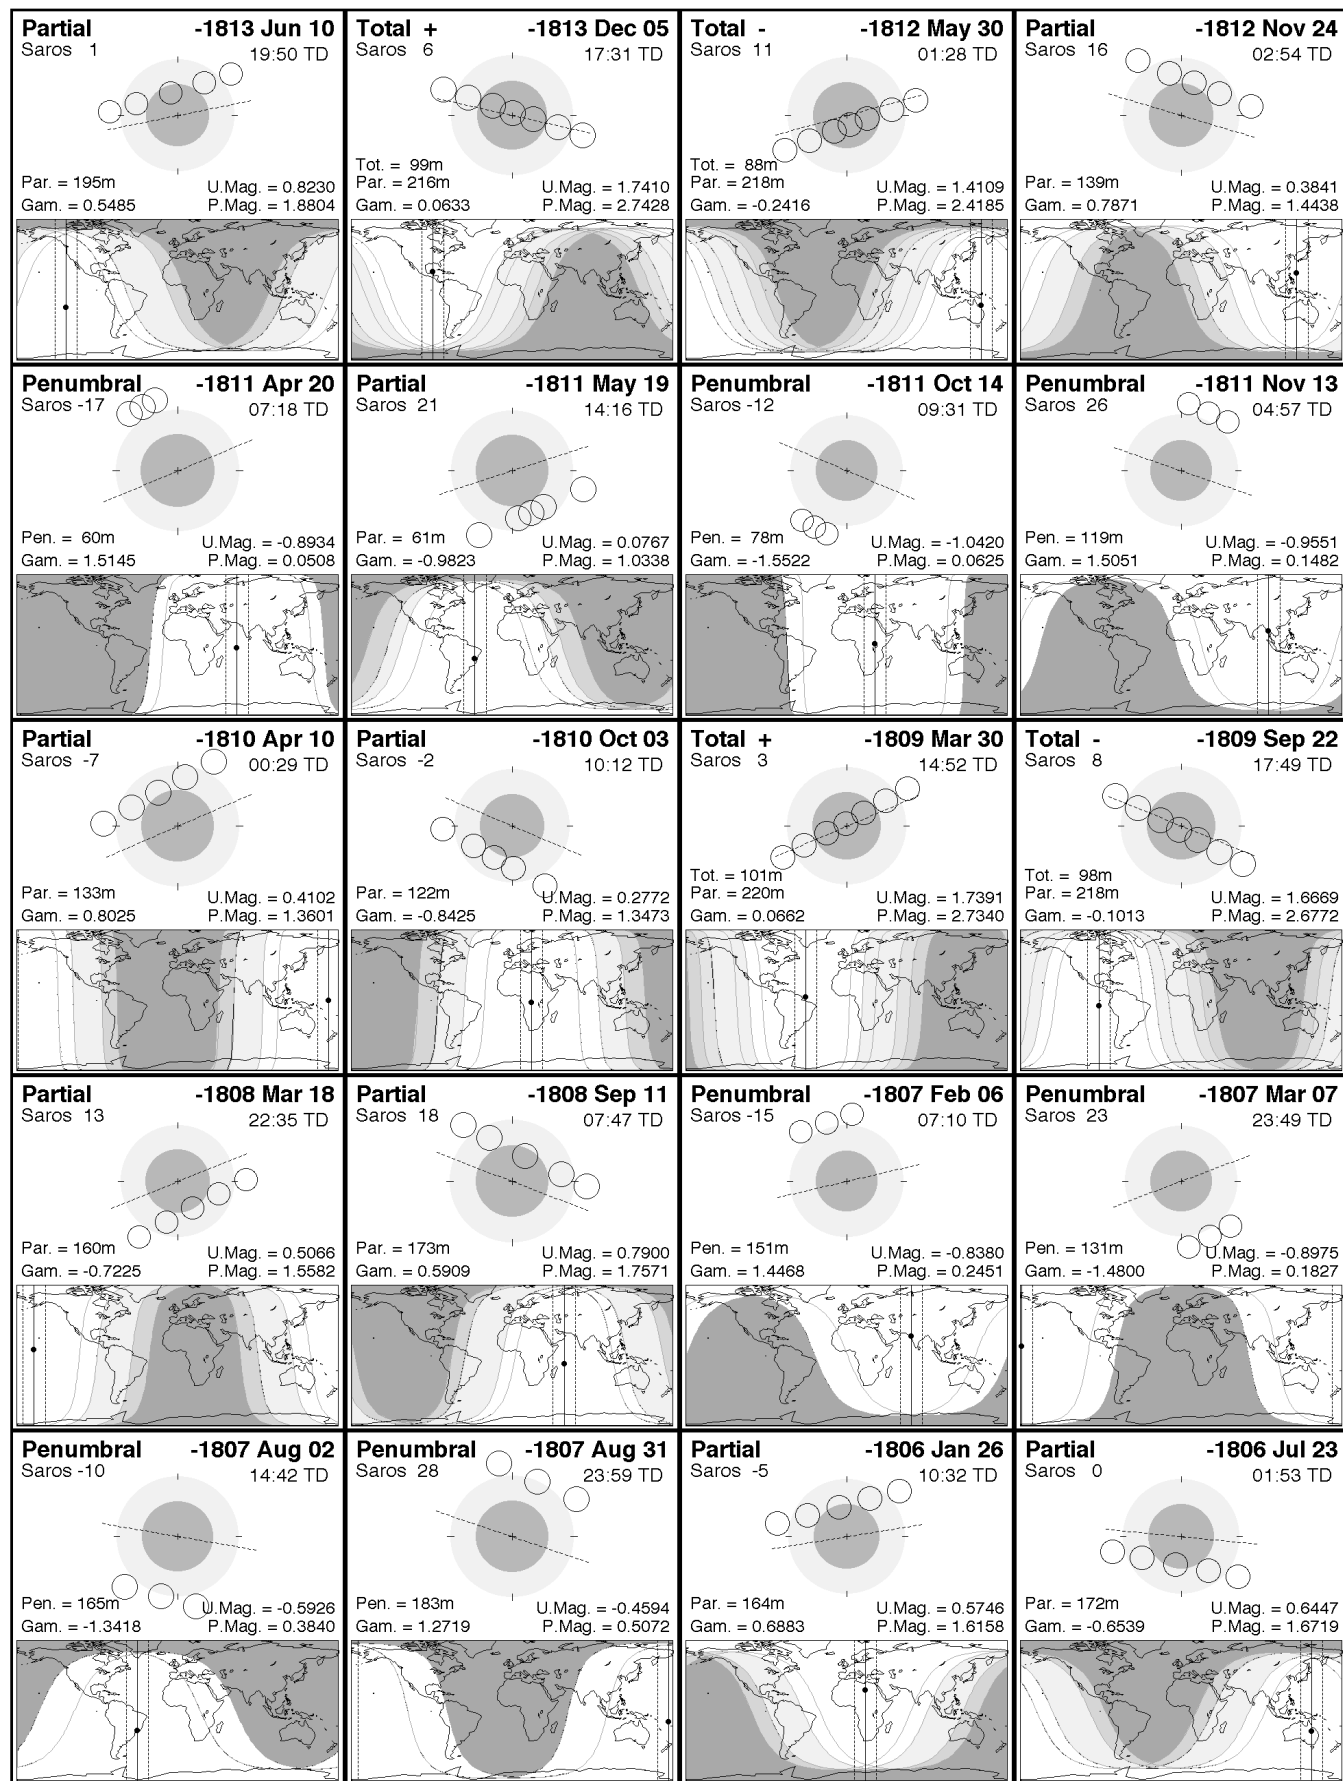 Partial -1813 Jun 10
Saros 1 19:50 TD
Par. = 195m U.Mag. = 0.8230
Gam. = 0.5485 P.Mag. = 1.8804
Total + -1813 Dec 05
Saros 6 17:31 TD
Tot. = 99m
Par. = 216m U.Mag. = 1.7410
Gam. = 0.0633 P.Mag. = 2.7428
Total - -1812 May 30
Saros 11 01:28 TD
Tot. = 88m
Par. = 218m U.Mag. = 1.4109
Gam. = -0.2416 P.Mag. = 2.4185
Partial -1812 Nov 24
Saros 16 02:54 TD
Par. = 139m U.Mag. = 0.3841
Gam. = 0.7871 P.Mag. = 1.4438
Penumbral -1811 Apr 20
Saros -17 07:18 TD
Pen. = 60m U.Mag. = -0.8934
Gam. = 1.5145 P.Mag. = 0.0508
Partial -1811 May 19
Saros 21 14:16 TD
Par. = 61m U.Mag. = 0.0767
Gam. = -0.9823 P.Mag. = 1.0338
Penumbral -1811 Oct 14
Saros -12 09:31 TD
Pen. = 78m U.Mag. = -1.0420
Gam. = -1.5522 P.Mag. = 0.0625
Penumbral -1811 Nov 13
Saros 26 04:57 TD
Pen. = 119m U.Mag. = -0.9551
Gam. = 1.5051 P.Mag. = 0.1482
Partial -1810 Apr 10
Saros -7 00:29 TD
Par. = 133m U.Mag. = 0.4102
Gam. = 0.8025 P.Mag. = 1.3601
Partial -1810 Oct 03
Saros -2 10:12 TD
Par. = 122m U.Mag. = 0.2772
Gam. = -0.8425 P.Mag. = 1.3473
Total + -1809 Mar 30
Saros 3 14:52 TD
Tot. = 101m
Par. = 220m U.Mag. = 1.7391
Gam. = 0.0662 P.Mag. = 2.7340
Total - -1809 Sep 22
Saros 8 17:49 TD
Tot. = 98m
Par. = 218m U.Mag. = 1.6669
Gam. = -0.1013 P.Mag. = 2.6772
Partial -1808 Mar 18
Saros 13 22:35 TD
Par. = 160m U.Mag. = 0.5066
Gam. = -0.7225 P.Mag. = 1.5582
Partial -1808 Sep 11
Saros 18 07:47 TD
Par. = 173m U.Mag. = 0.7900
Gam. = 0.5909 P.Mag. = 1.7571
Penumbral -1807 Feb 06
Saros -15 07:10 TD
Pen. = 151m U.Mag. = -0.8380
Gam. = 1.4468 P.Mag. = 0.2451
Penumbral -1807 Mar 07
Saros 23 23:49 TD
Pen. = 131m U.Mag. = -0.8975
Gam. = -1.4800 P.Mag. = 0.1827
Penumbral -1807 Aug 02
Saros -10 14:42 TD
Pen. = 165m U.Mag. = -0.5926
Gam. = -1.3418 P.Mag. = 0.3840
Penumbral -1807 Aug 31
Saros 28 23:59 TD
Pen. = 183m U.Mag. = -0.4594
Gam. = 1.2719 P.Mag. = 0.5072
Partial -1806 Jan 26
Saros -5 10:32 TD
Par. = 164m U.Mag. = 0.5746
Gam. = 0.6883 P.Mag. = 1.6158
Partial -1806 Jul 23
Saros 0 01:53 TD
Par. = 172m U.Mag. = 0.6447
Gam. = -0.6539 P.Mag. = 1.6719